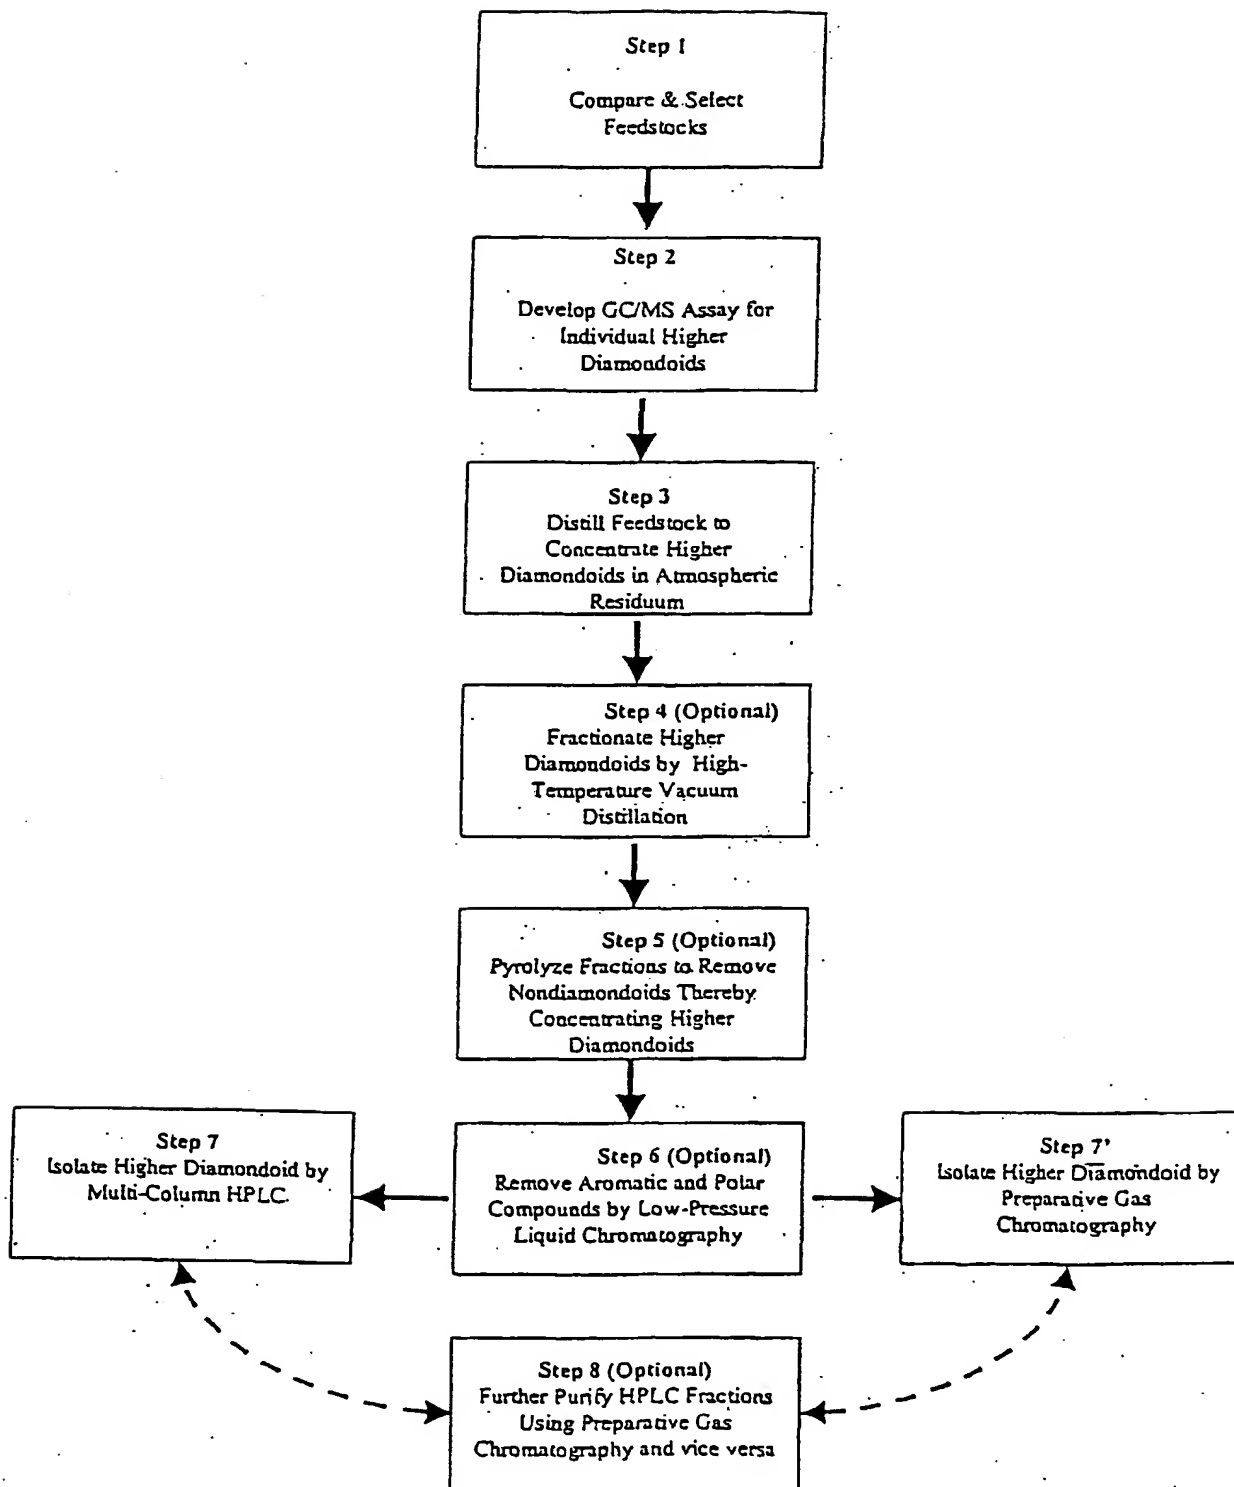 Step 1
Compare & Select
Feedstocks
Step 2
Develop GC/MS Assay for
Individual Higher
Diamondoids
Step 3
Distill Feedstock to
Concentrate Higher
Diamondoids in Atmospheric
Residuum
Step 4 (Optional)
Fractionate Higher
Diamondoids by High-
Temperature Vacuum
Distillation
Step 5 (Optional)
Pyrolyze Fractions to Remove
Nondiamondoids Thereby
Concentrating Higher
Diamondoids
Step 6 (Optional)
Remove Aromatic and Polar
Compounds by Low-Pressure
Liquid Chromatography
Step 7
Isolate Higher Diamondoid by
Multi-Column HPLC.
Step 7'
Isolate Higher Diamondoid by
Preparative Gas
Chromatography
Step 8 (Optional)
Further Purify HPLC Fractions
Using Preparative Gas
Chromatography and vice versa